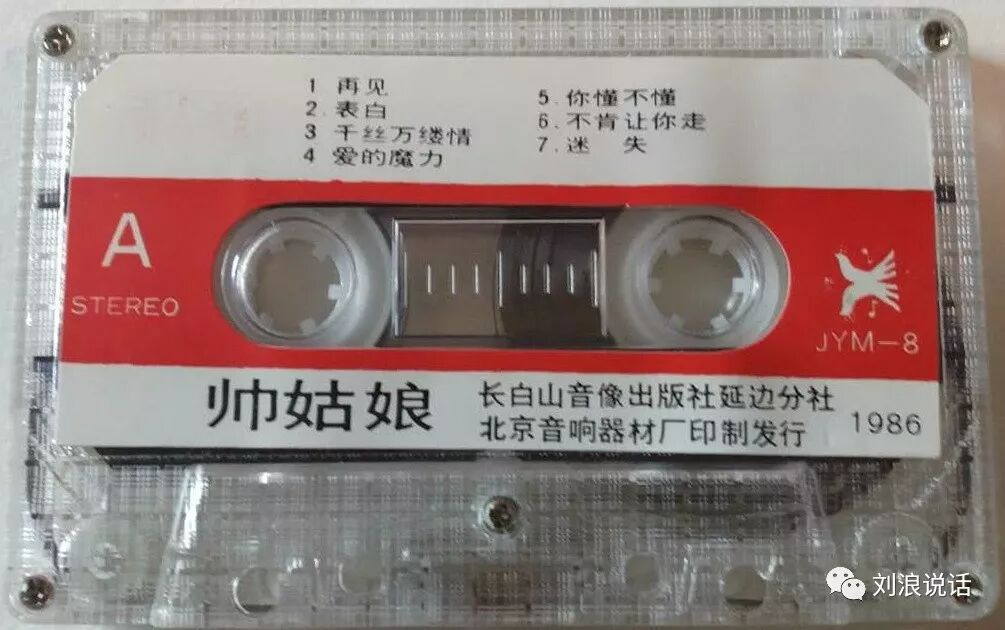 1 再见
2. 表白
3 千丝万缕情
4 爱的魔力
5. 你懂不懂
6. 不肯让你走
7. 迷 失
A
STEREO
JYM-8
帅姑娘
长白山音像出版社延边分社
北京音响器材厂印制发行
1986
刘浪说话